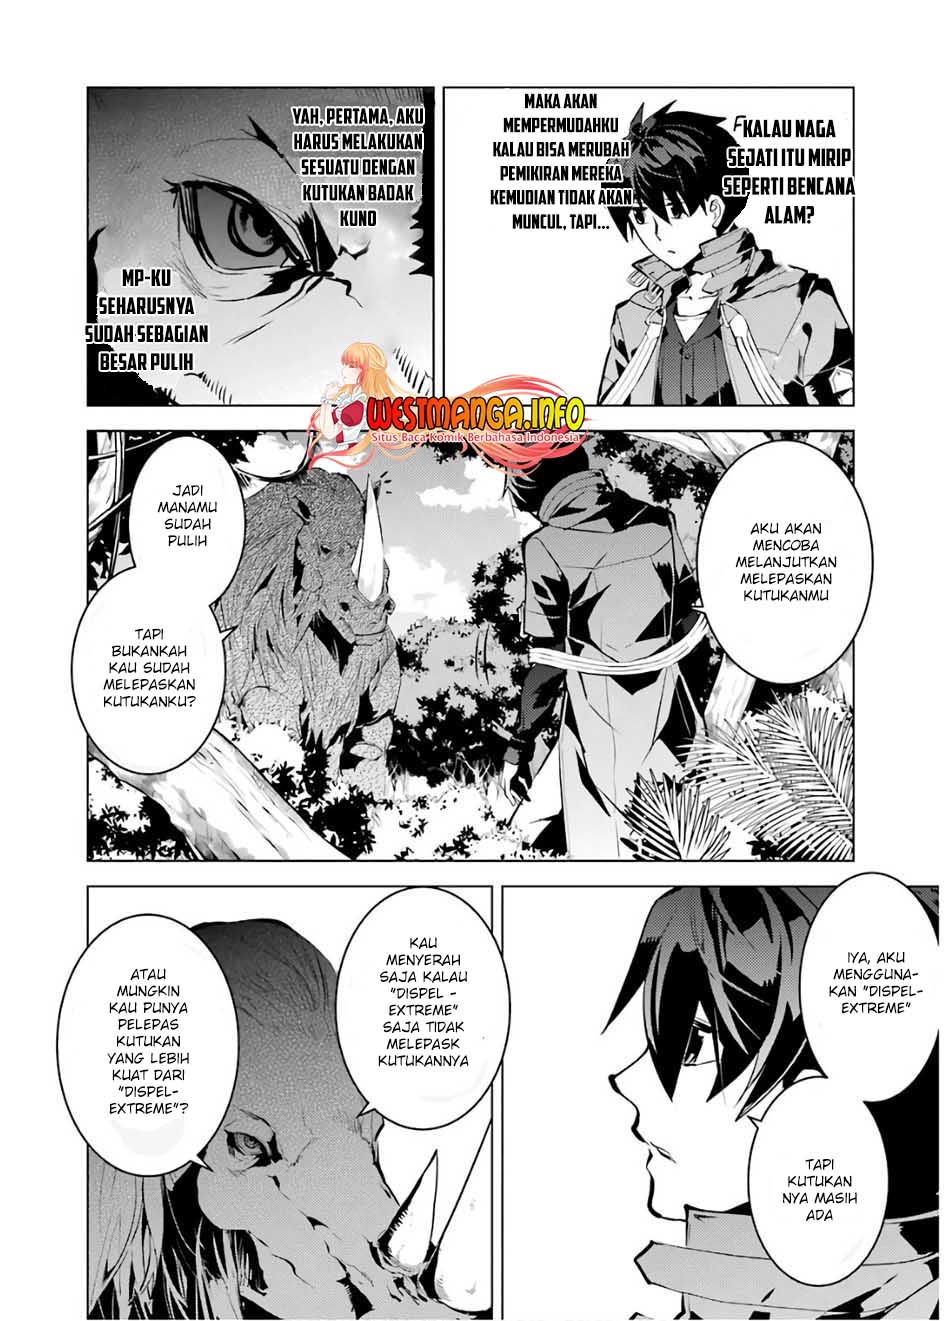 KALAU NAGA
SEJATI ITU MIRIP
SEPERTI BENCANA
ALAM?
MAKA AKAN
MEMPERMUDAHKU
KALAU BISA MERUBAH
PEMIKIRAN MEREKA
KEMUDIAN TIDAK AKAN
MUNCUL, TAPI...
YAH, PERTAMA, AKU
HARUS MELAKUKAN
SESUATU DENGAN
KUTUKAN BADAK
KUNO
MP-KU
SEHARUSNYA
SUDAH SEBAGIAN
BESAR PULIH
WESTMANGA.INFO
Situs Baca Komik Berbahasa Indonesia
AKU AKAN
MENCOBA
MELANJUTKAN
MELEPASKAN
KUTUKANMU
JADI
MANAMU
SUDAH
PULIH
TAPI
BUKANKAH
KAU SUDAH
MELEPASKAN
KUTUKANKU?
IYA, AKU
MENGGUNA-
KAN "DISPEL-
EXTREME"
TAPI
KUTUKAN
NYA MASIH
ADA
KAU
MENYERAH
SAJA KALAU
"DISPEL -
EXTREME"
SAJA TIDAK
MELEPASK
KUTUKANNYA
ATAU
MUNGKIN
KAU PUNYA
PELEPAS
KUTUKAN
YANG LEBIH
KUAT DARI
"DISPEL-
EXTREME"?